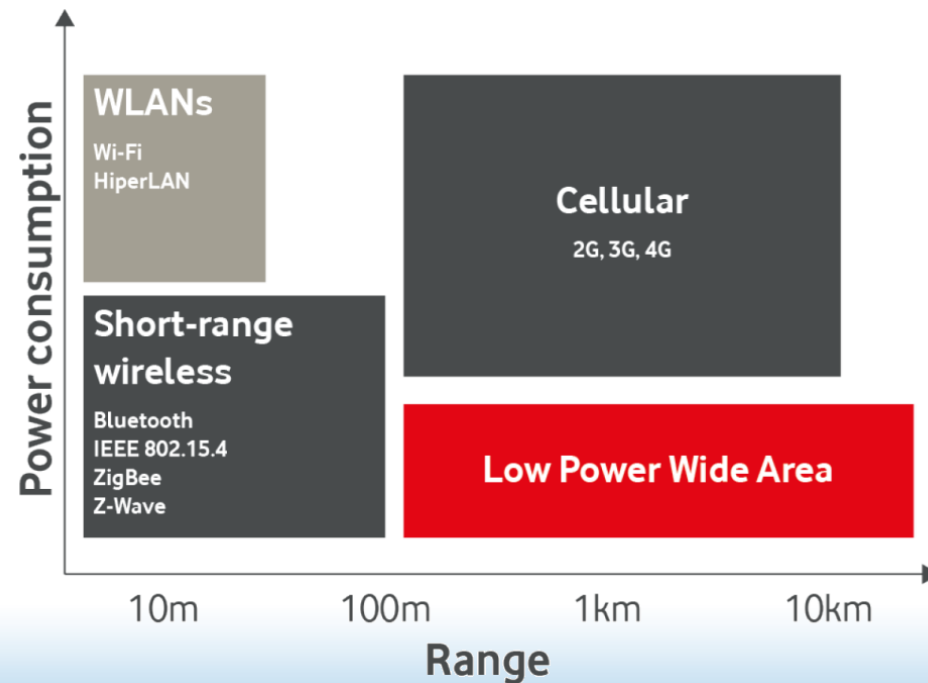 Power consumption
WLANs
Wi-Fi
HiperLAN
Short-range
wireless
Bluetooth
IEEE 802.15.4
ZigBee
Z-Wave
Cellular
2G, 3G, 4G
Low Power Wide Area
10m
100m
1km
10km
Range